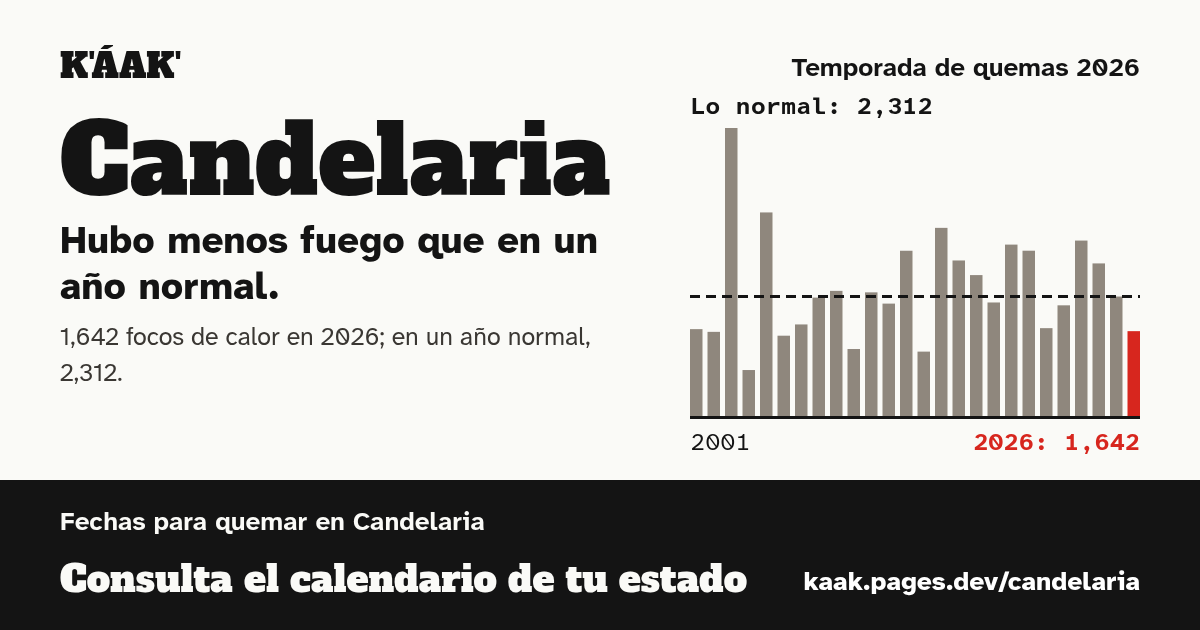 K'ÁAK'
Candelaria
Hubo menos fuego que en un
año normal.
1,642 focos de calor en 2026; en un año normal,
2,312.
Temporada de quemas 2026
Lo normal: 2,312
2001
2026: 1,642
Fechas para quemar en Candelaria
Consulta el calendario de tu estado
kaak.pages.dev/candelaria